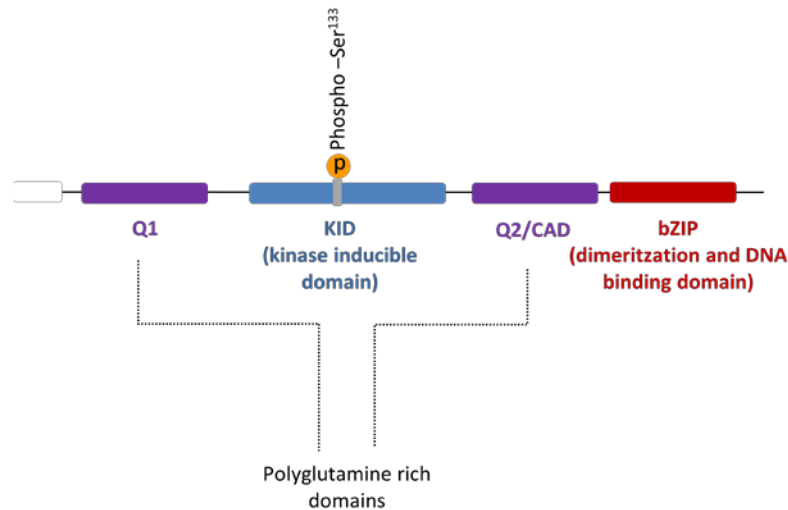 Phospho –Ser133
p
Q1
KID
(kinase inducible
domain)
Q2/CAD
bZIP
(dimeritzation and DNA
binding domain)
Polyglutamine rich
domains